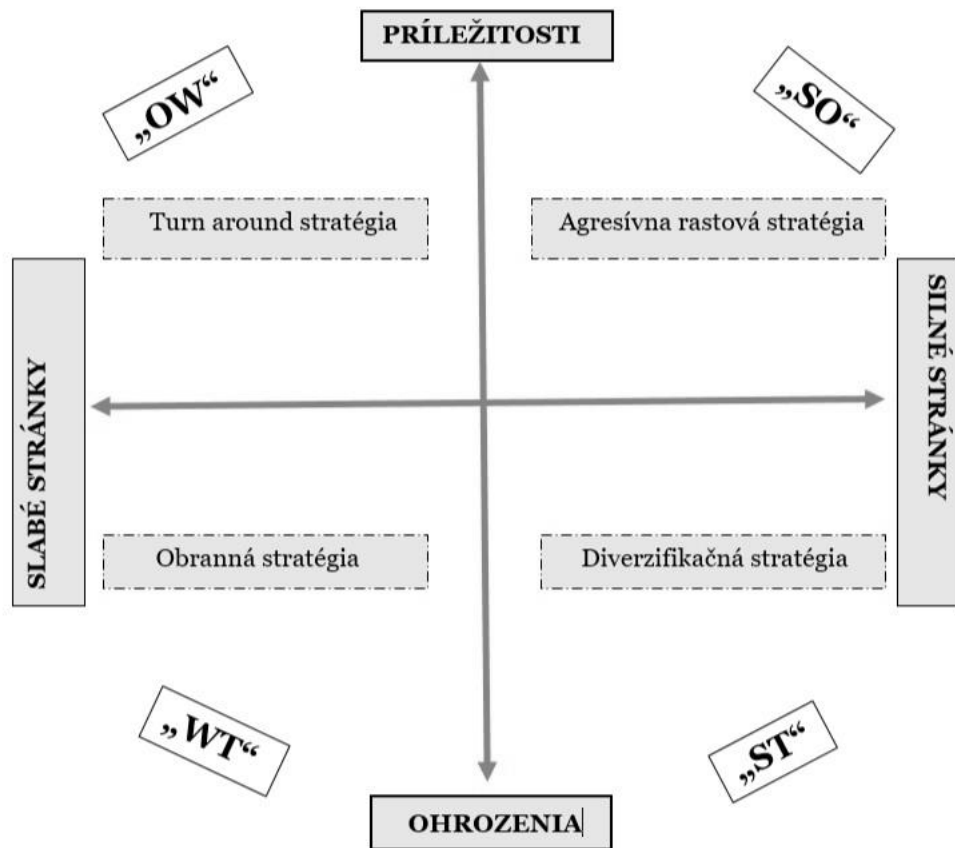 PRÍLEŽITOSTI
„OW“
„SO“
Turn around stratégia
Agresívna rastová stratégia
SLABÉ STRÁNKY
SILNÉ STRÁNKY
Obranná stratégia
Diverzifikačná stratégia
„WT“
„ST“
OHROZENIA